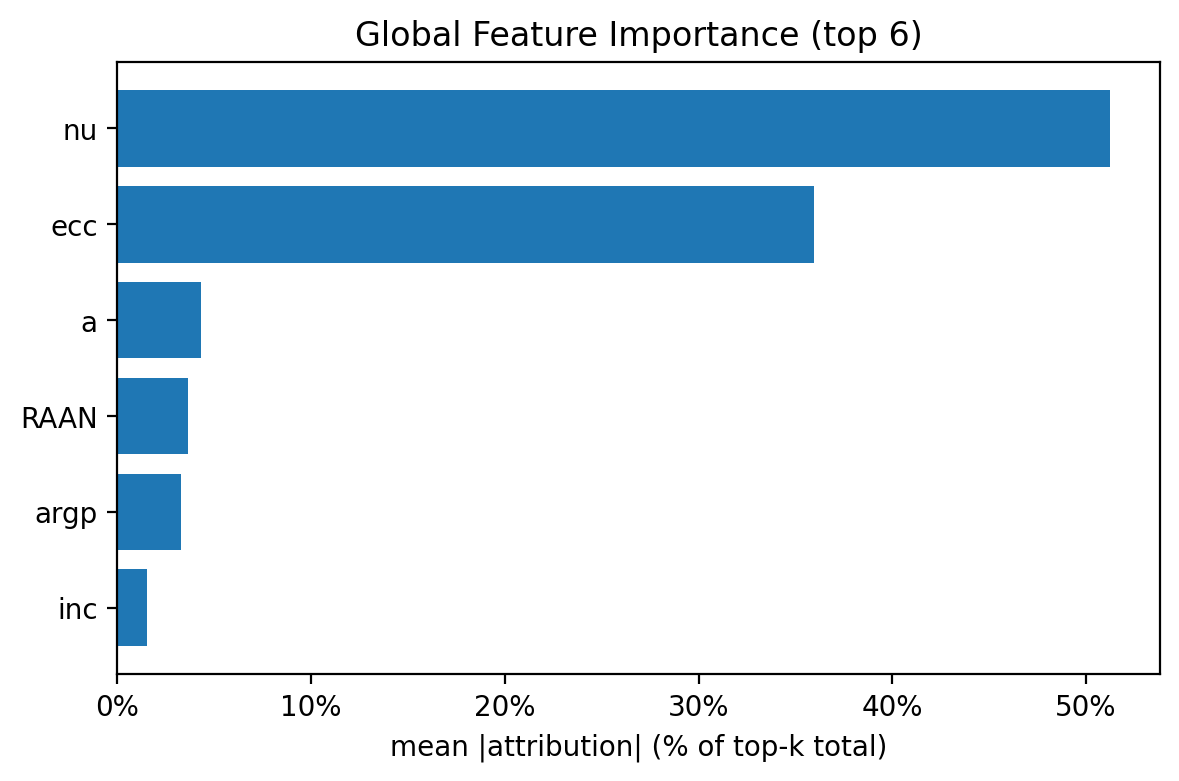 Global Feature Importance (top 6)
nu
ecc
a
RAAN
argp
inc
0% 10% 20% 30% 40% 50%
mean |attribution| (% of top-k total)